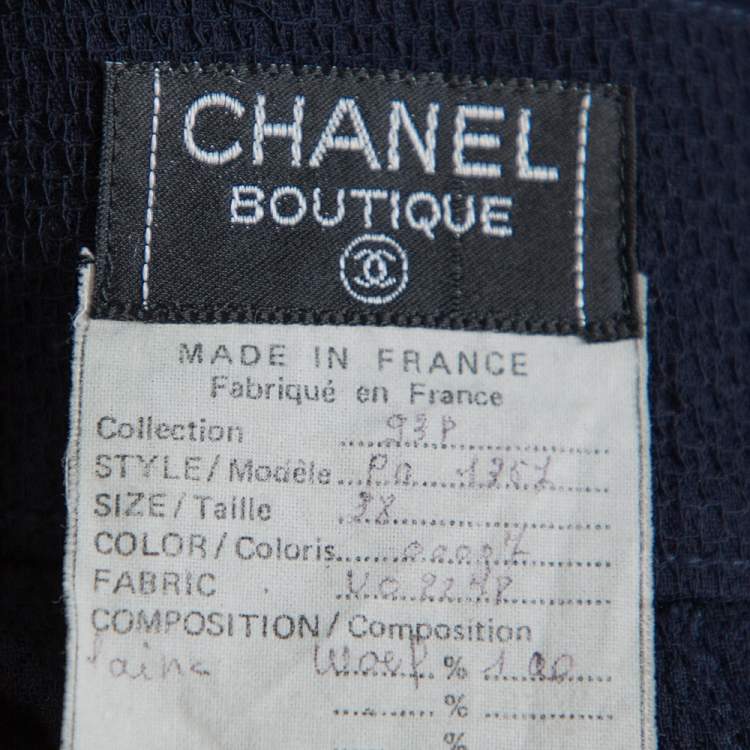 CHANEL
BOUTIQUE
MADE IN FRANCE
Fabriqué en France
Collection 93P
STYLE/Modèle
SIZE/Taille 38
COLOR/Coloris
FABRIC
COMPOSITION/Composition
% 100
%
%